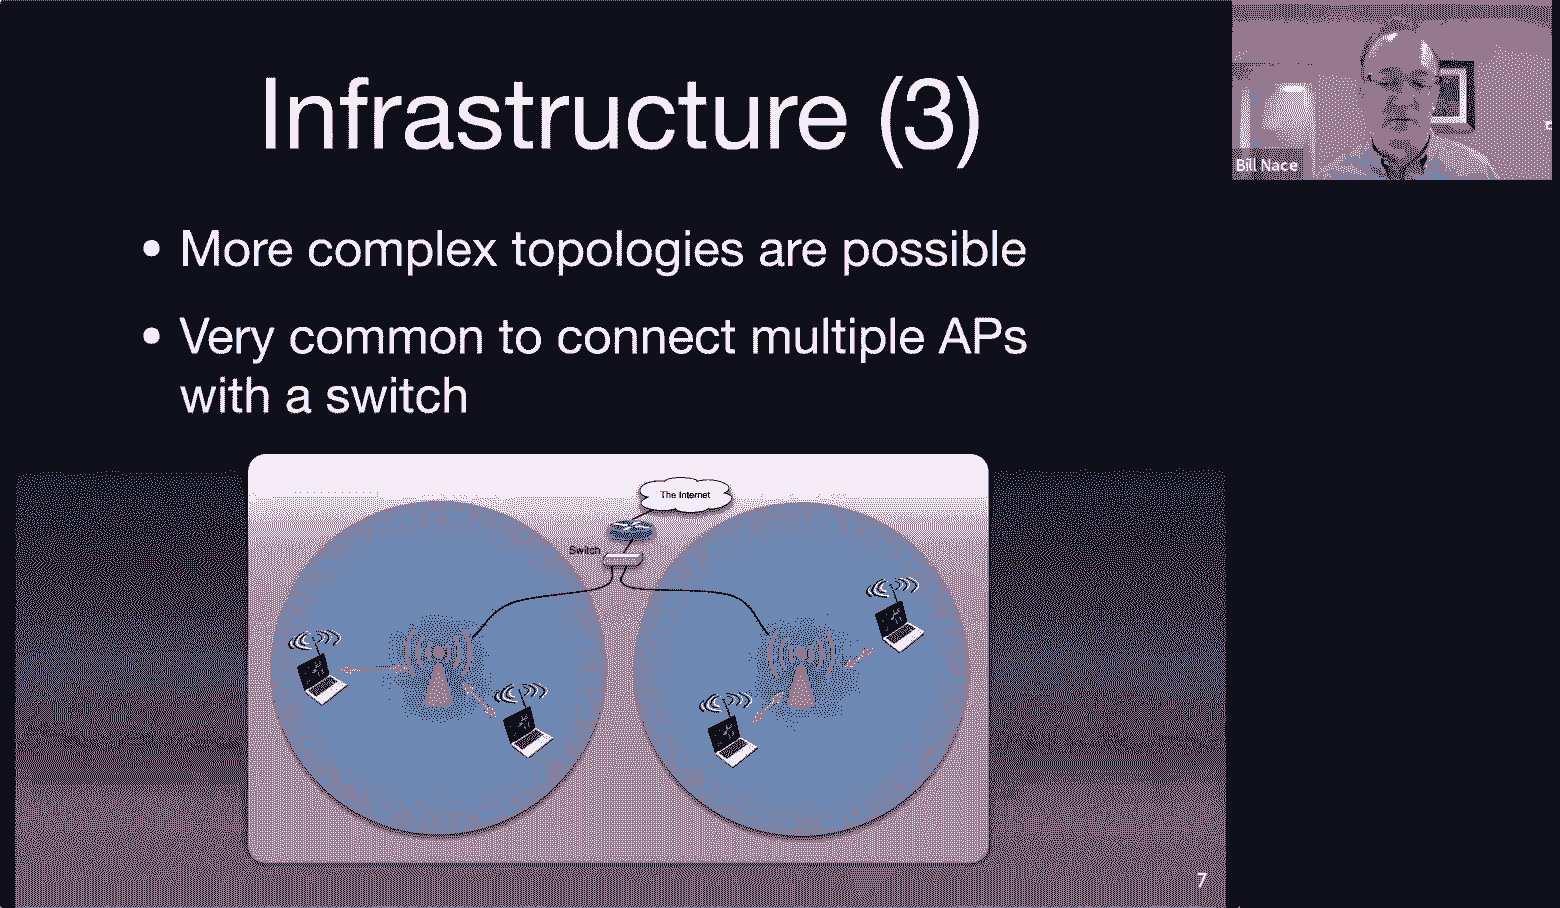 Infrastructure (3)
Bill Nace
• More complex topologies are possible
• Very common to connect multiple APs
with a switch
The Internet
Switch
7